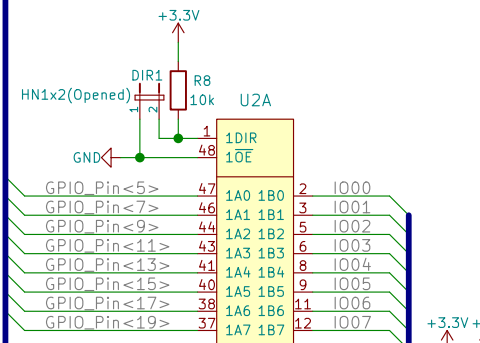 +3.3V
DIR1
R8
HN1x2(Opened)
10k
1
2
U2A
1
1DIR
GND
48
1OE
GPIO_Pin<5>
47
1A0
1B0
2
IO00
GPIO_Pin<7>
46
1A1
1B1
3
IO01
GPIO_Pin<9>
44
1A2
1B2
5
IO02
GPIO_Pin<11>
43
1A3
1B3
6
IO03
GPIO_Pin<13>
41
1A4
1B4
8
IO04
GPIO_Pin<15>
40
1A5
1B5
9
IO05
GPIO_Pin<17>
38
1A6
1B6
11
IO06
GPIO_Pin<19>
37
1A7
1B7
12
IO07
+3.3V
+